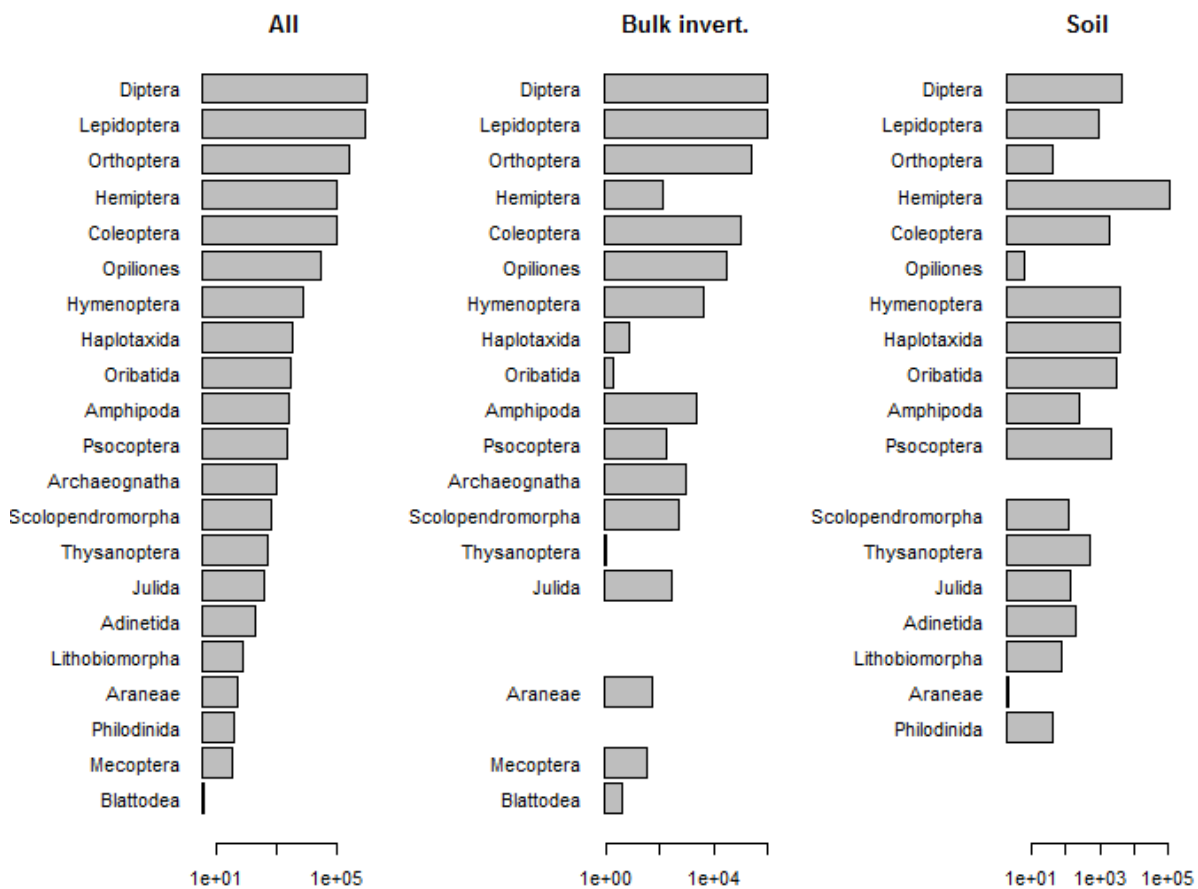 All
Diptera
Lepidoptera
Orthoptera
Hemiptera
Coleoptera
Opiliones
Hymenoptera
Haplotaxida
Oribatida
Amphipoda
Psocoptera
Archaeognatha
Scolopendromorpha
Thysanoptera
Julida
Adinetida
Lithobiomorpha
Araneae
Philodinida
Mecoptera
Blattodea
1e+01 1e+05
Bulk invert.
Diptera
Lepidoptera
Orthoptera
Hemiptera
Coleoptera
Opiliones
Hymenoptera
Haplotaxida
Oribatida
Amphipoda
Psocoptera
Archaeognatha
Scolopendromorpha
Thysanoptera
Julida
Araneae
Mecoptera
Blattodea
1e+00 1e+04
Soil
Diptera
Lepidoptera
Orthoptera
Hemiptera
Coleoptera
Opiliones
Hymenoptera
Haplotaxida
Oribatida
Amphipoda
Psocoptera
Scolopendromorpha
Thysanoptera
Julida
Adinetida
Lithobiomorpha
Araneae
Philodinida
1e+01 1e+03 1e+05